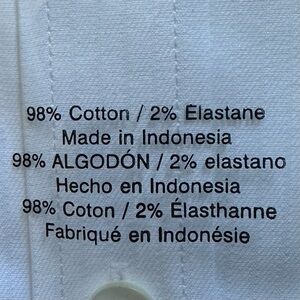 98% Cotton / 2% Elastane
Made in Indonesia
98% ALGODÓN / 2% elastano
Hecho en Indonesia
98% Coton / 2% Élasthanne
Fabriqué en Indonésie